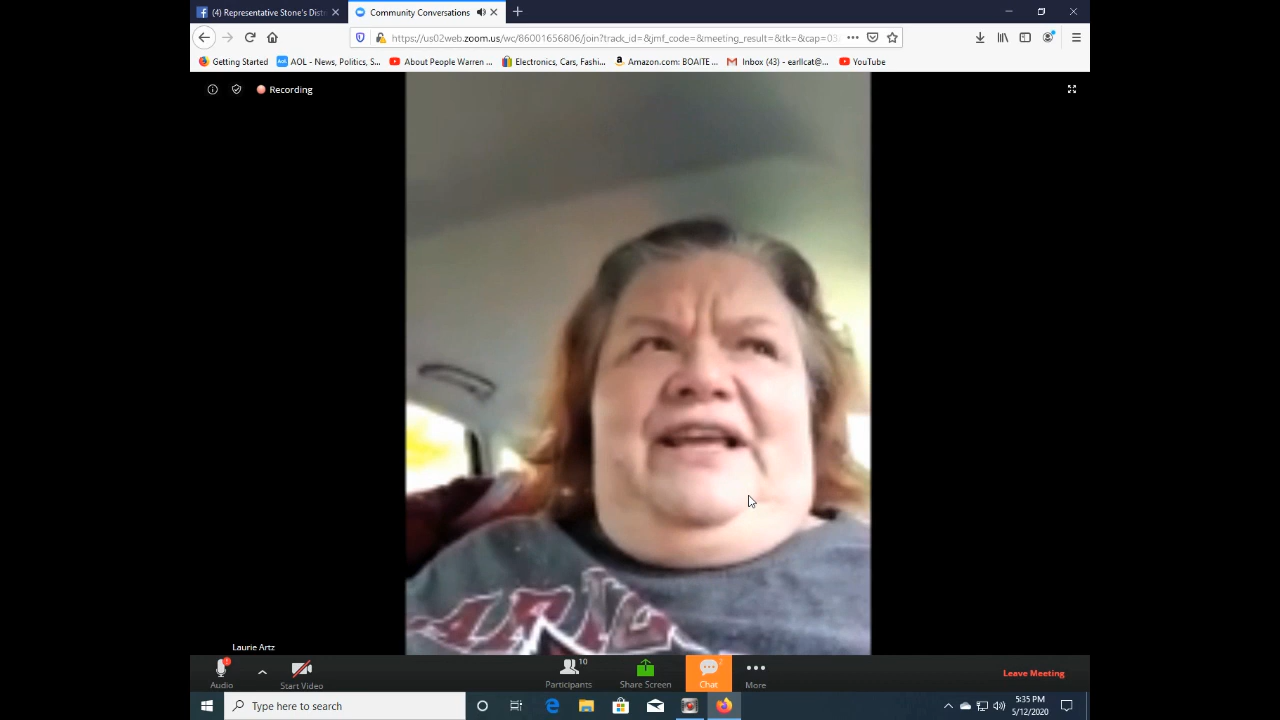 (4) Representative Stone's Distr
Community Conversations
https://us02web.zoom.us/wc/86001656806/join?track_id=&jmf_code=&meeting_result=&tk=&cap=03
Getting Started
AOL - News, Politics, S...
About People Warren ...
Electronics, Cars, Fashi...
Amazon.com: BOAITE ...
Inbox (43) - earllcat@...
YouTube
Recording
Laurie Artz
Audio
Start Video
Participants 10
Share Screen
Chat
More
Leave Meeting
Type here to search
5:35 PM
5/12/2020